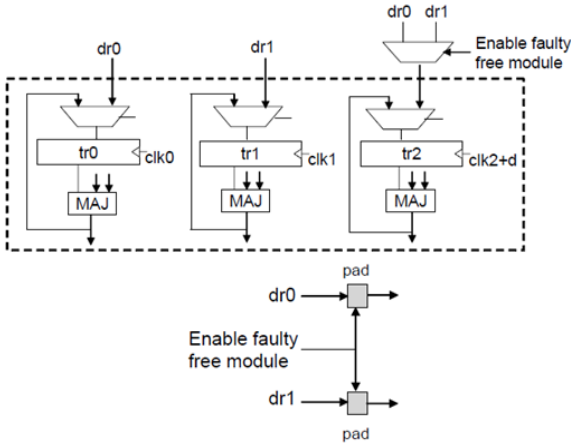 dr0 dr1
dr0
dr1
Enable faulty
free module
tr0
clk0
tr1
clk1
tr2
clk2+d
MAJ
MAJ
MAJ
pad
dr0
Enable faulty
free module
dr1
pad